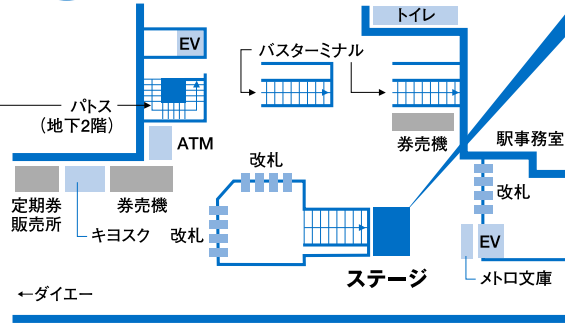 トイレ
EV
バスターミナル
パトス
(地下2階)
ATM
券売機
駅事務室
改札
定期券
販売所
券売機
キヨスク
改札
改札
EV
ステージ
メトロ文庫
←ダイエー